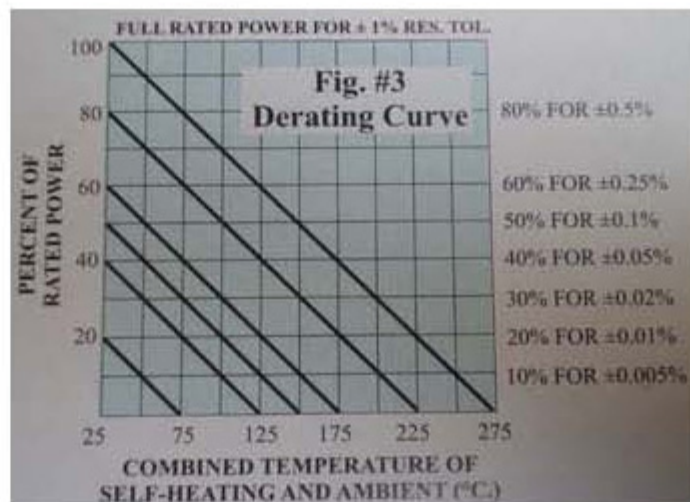 FULL RATED POWER FOR ± 1% RES. TOL.
100
80
60
40
20
PERCENT OF
RATED POWER
Fig. #3
Derating Curve
80% FOR ±0.5%
60% FOR ±0.25%
50% FOR ±0.1%
40% FOR ±0.05%
30% FOR ±0.02%
20% FOR ±0.01%
10% FOR ±0.005%
25 75 125 175 225 275
COMBINED TEMPERATURE OF
SELF-HEATING AND AMBIENT (°C.)